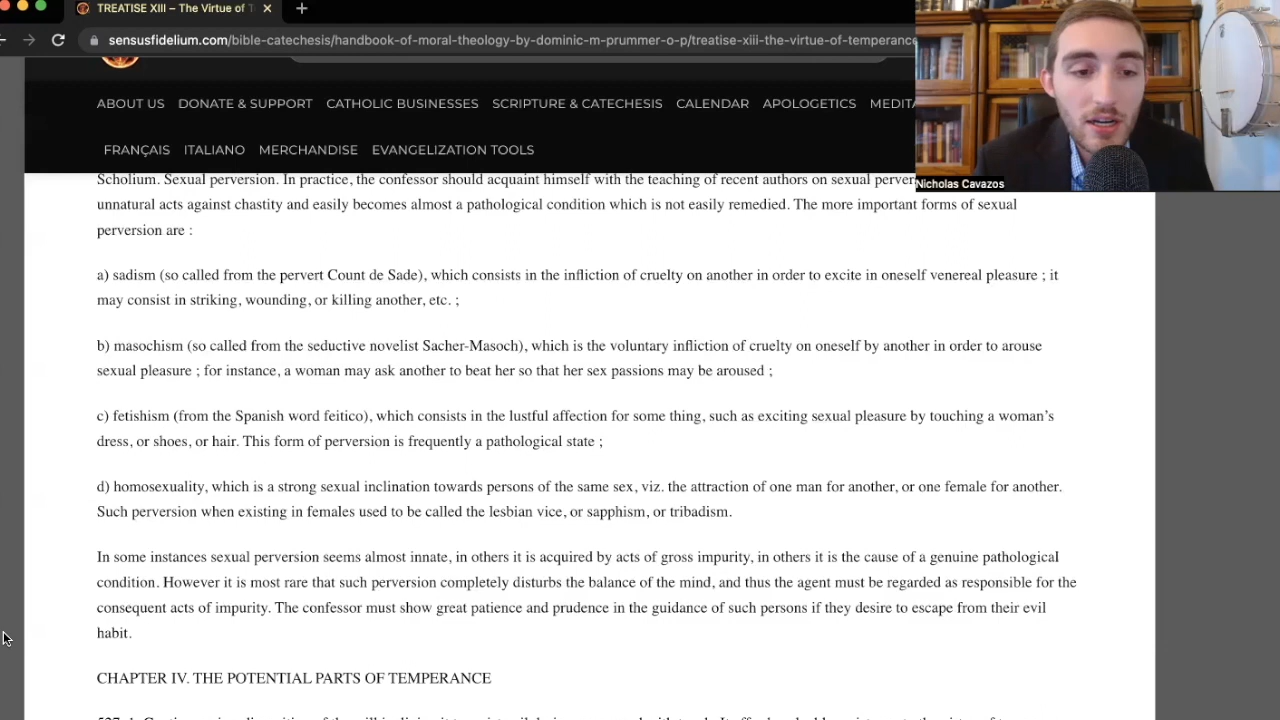 TREATISE XIII – The Virtue of T
sensusfidelium.com/bible-catechesis/handbook-of-moral-theology-by-dominic-m-prummer-o-p/treatise-xiii-the-virtue-of-temperance
ABOUT US DONATE & SUPPORT CATHOLIC BUSINESSES SCRIPTURE & CATECHESIS CALENDAR APOLOGETICS MEDITA
FRANÇAIS ITALIANO MERCHANDISE EVANGELIZATION TOOLS
Nicholas Cavazos
Scholium. Sexual perversion. In practice, the confessor should acquaint himself with the teaching of recent authors on sexual perver
unnatural acts against chastity and easily becomes almost a pathological condition which is not easily remedied. The more important forms of sexual
perversion are :
a) sadism (so called from the pervert Count de Sade), which consists in the infliction of cruelty on another in order to excite in oneself venereal pleasure ; it
may consist in striking, wounding, or killing another, etc. ;
b) masochism (so called from the seductive novelist Sacher-Masoch), which is the voluntary infliction of cruelty on oneself by another in order to arouse
sexual pleasure ; for instance, a woman may ask another to beat her so that her sex passions may be aroused ;
c) fetishism (from the Spanish word feitico), which consists in the lustful affection for some thing, such as exciting sexual pleasure by touching a woman’s
dress, or shoes, or hair. This form of perversion is frequently a pathological state ;
d) homosexuality, which is a strong sexual inclination towards persons of the same sex, viz. the attraction of one man for another, or one female for another.
Such perversion when existing in females used to be called the lesbian vice, or sapphism, or tribadism.
In some instances sexual perversion seems almost innate, in others it is acquired by acts of gross impurity, in others it is the cause of a genuine pathological
condition. However it is most rare that such perversion completely disturbs the balance of the mind, and thus the agent must be regarded as responsible for the
consequent acts of impurity. The confessor must show great patience and prudence in the guidance of such persons if they desire to escape from their evil
habit.
CHAPTER IV. THE POTENTIAL PARTS OF TEMPERANCE